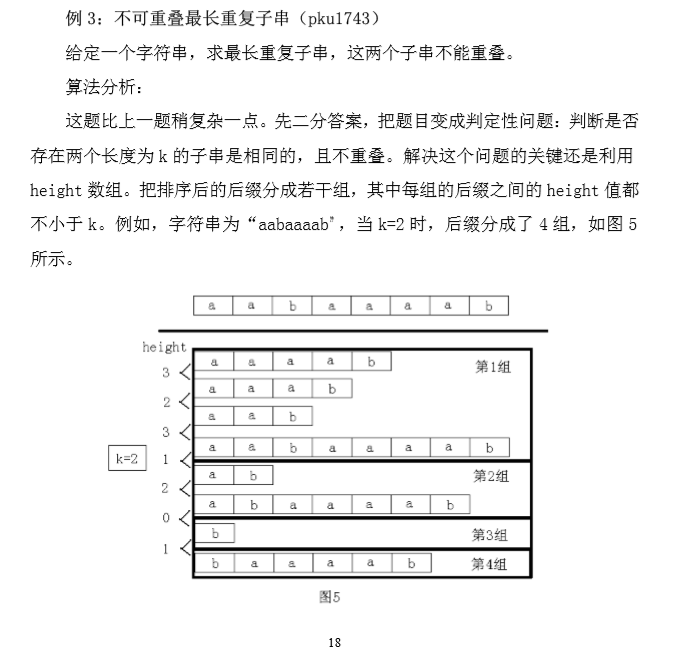 例 3：不可重叠最长重复子串（pku1743）
给定一个字符串，求最长重复子串，这两个子串不能重叠。
算法分析：
这题比上一题稍复杂一点。先二分答案，把题目变成判定性问题：判断是否
存在两个长度为 k 的子串是相同的，且不重叠。解决这个问题的关键还是利用
height 数组。把排序后的后缀分成若干组，其中每组的后缀之间的 height 值都
不小于 k。例如，字符串为“aabaaaab”，当 k=2 时，后缀分成了 4 组，如图 5
所示。
a a b a a a a b
height
a a a a b 第1组
3
a a a b
2
a a b
3
a a b a a a a b
k=2 1
a b 第2组
2
a b a a a a b
0
b 第3组
1
b a a a a b 第4组
图5
18